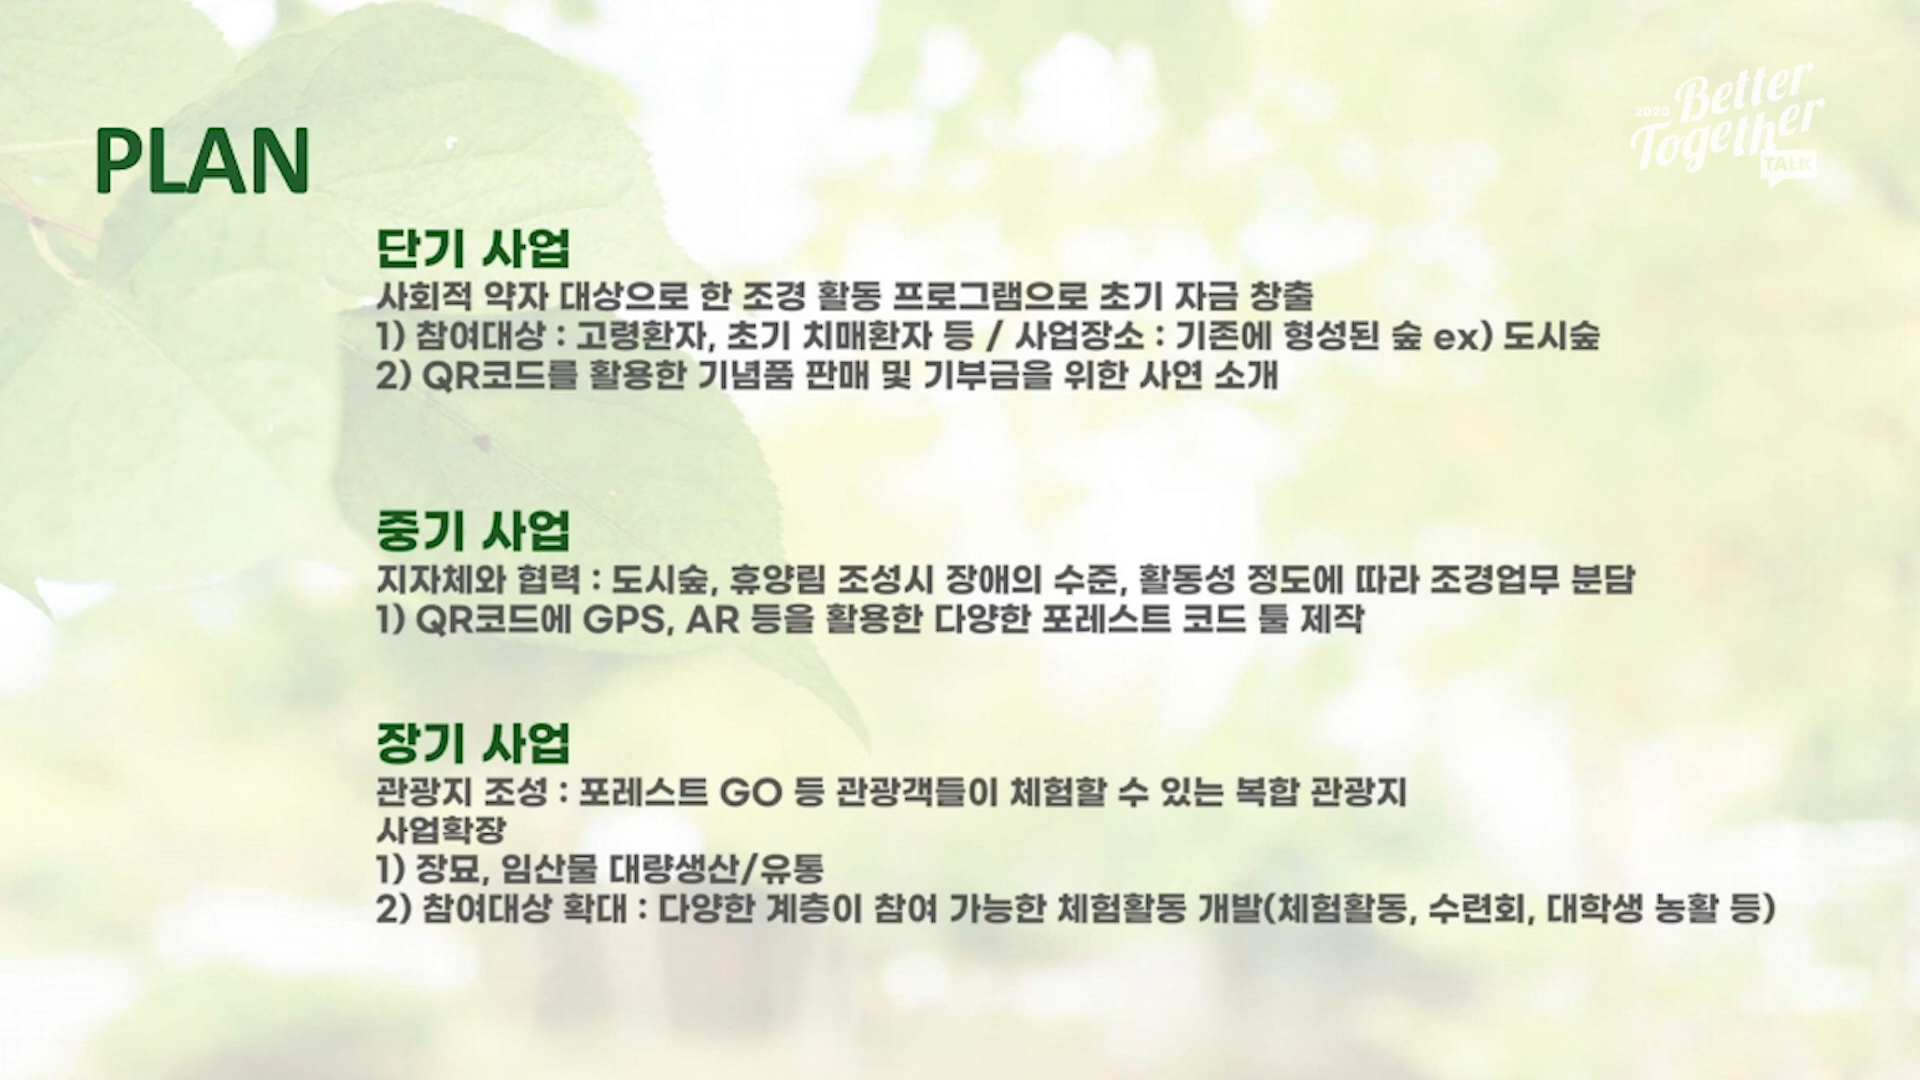 PLAN
2020 Better Together TALK
단기 사업
사회적 약자 대상으로 한 조경 활동 프로그램으로 초기 자금 창출
1) 참여대상 : 고령환자, 초기 치매환자 등 / 사업장소 : 기존에 형성된 숲 ex) 도시숲
2) QR코드를 활용한 기념품 판매 및 기부금을 위한 사연 소개
중기 사업
지자체와 협력 : 도시숲, 휴양림 조성시 장애의 수준, 활동성 정도에 따라 조경업무 분담
1) QR코드에 GPS, AR 등을 활용한 다양한 포레스트 코드 툴 제작
장기 사업
관광지 조성 : 포레스트 GO 등 관광객들이 체험할 수 있는 복합 관광지
사업확장
1) 장묘, 임산물 대량생산/유통
2) 참여대상 확대 : 다양한 계층이 참여 가능한 체험활동 개발(체험활동, 수련회, 대학생 농활 등)